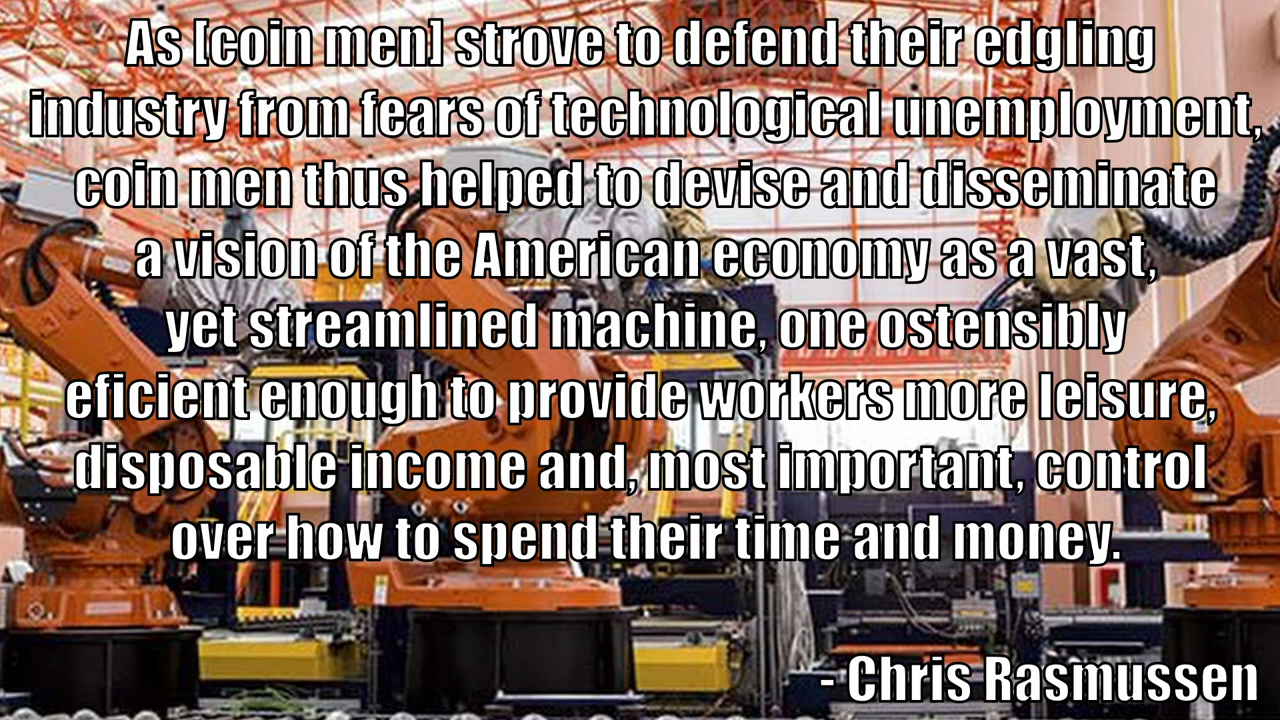 As [coin men] strove to defend their edgling
industry from fears of technological unemployment,
coin men thus helped to devise and disseminate
a vision of the American economy as a vast,
yet streamlined machine, one ostensibly
eficient enough to provide workers more leisure,
disposable income and, most important, control
over how to spend their time and money.
- Chris Rasmussen